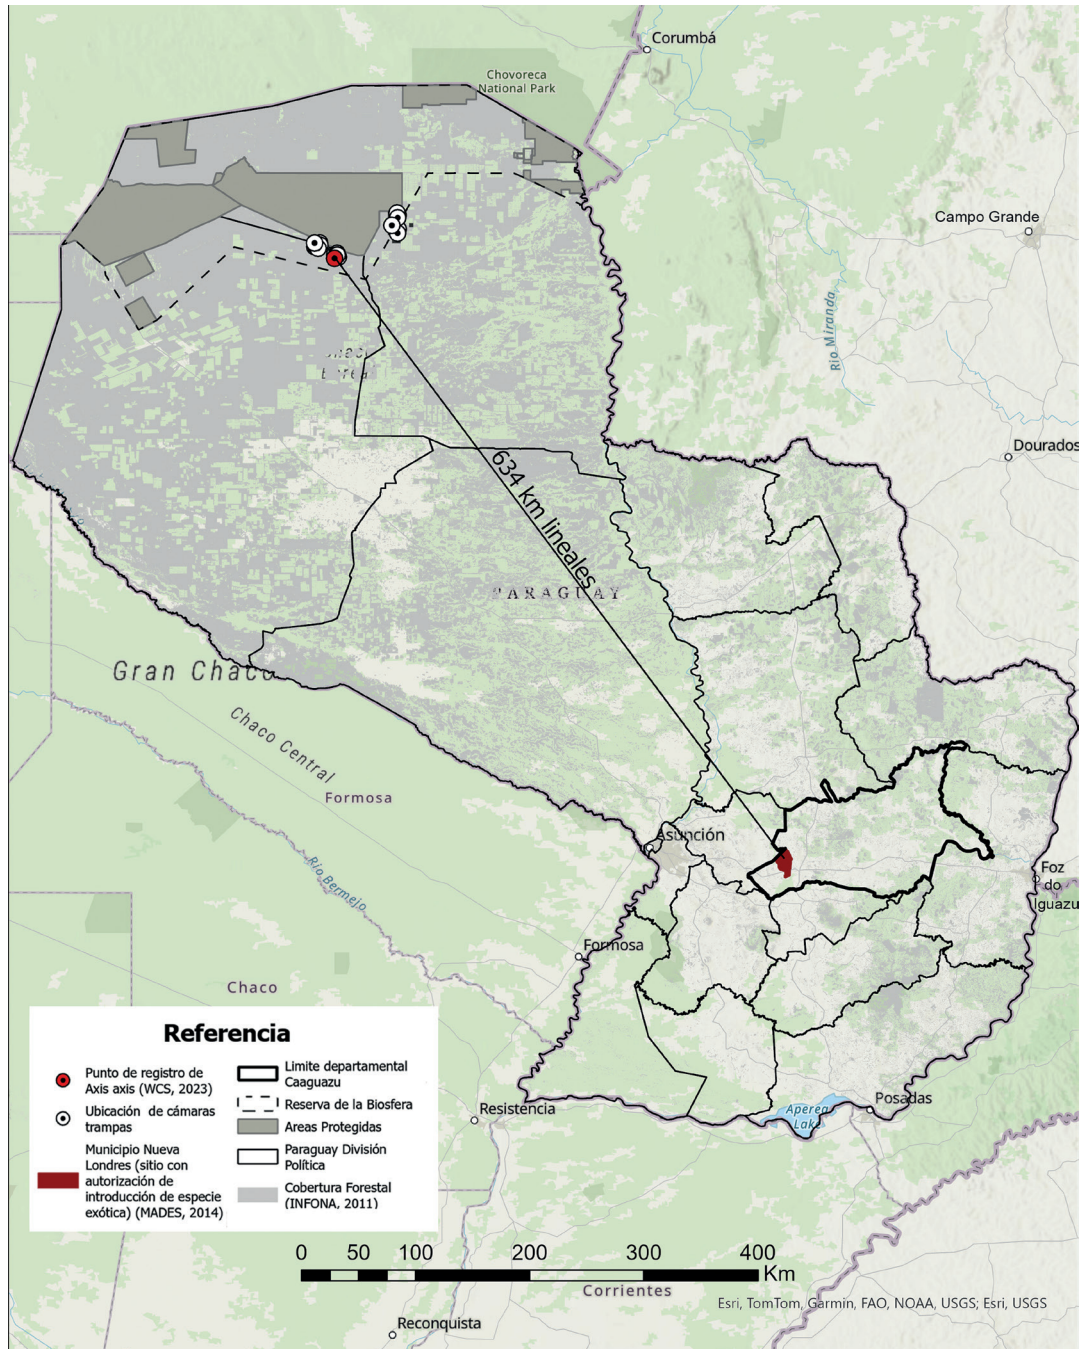 Corumbá
Chovoreca
National Park
Campo Grande
Rio Miranda
Dourados
634 km lineales
PARAGUAY
Gran Chaco
Chaco Central
Formosa
Asunción
Rio Bermejo
Foz
do
Iguazu
Formosa
Chaco
Referencia
Punto de registro de
Axis axis (WCS, 2023)
Ubicación de cámaras
trampas
Municipio Nueva
Londres (sitio con
autorización de
introducción de especie
exótica) (MADES, 2014)
Limite departamental
Caaguazu
Reserva de la Biosfera
Areas Protegidas
Paraguay División
Política
Cobertura Forestal
(INFONA, 2011)
Resistencia
Aperea
Lake
Posadas
0 50 100 200 300 400
Km
Corrientes
Esri, TomTom, Garmin, FAO, NOAA, USGS; Esri, USGS
Reconquista